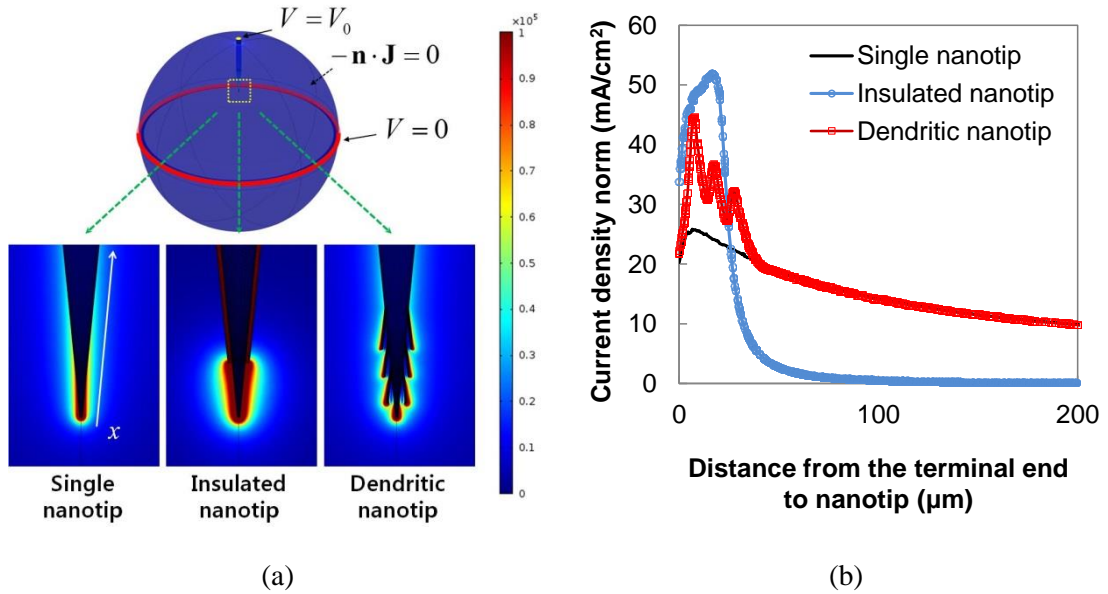 V = V₀
−n · J = 0
V = 0
×10⁵
1
0.9
0.8
0.7
0.6
0.5
0.4
0.3
0.2
0.1
0
x
Single
nanotip
Insulated
nanotip
Dendritic
nanotip
(a)
Current density norm (mA/cm²)
60
50
40
30
20
10
0
Single nanotip
Insulated nanotip
Dendritic nanotip
0
100
200
Distance from the terminal end
to nanotip (μm)
(b)